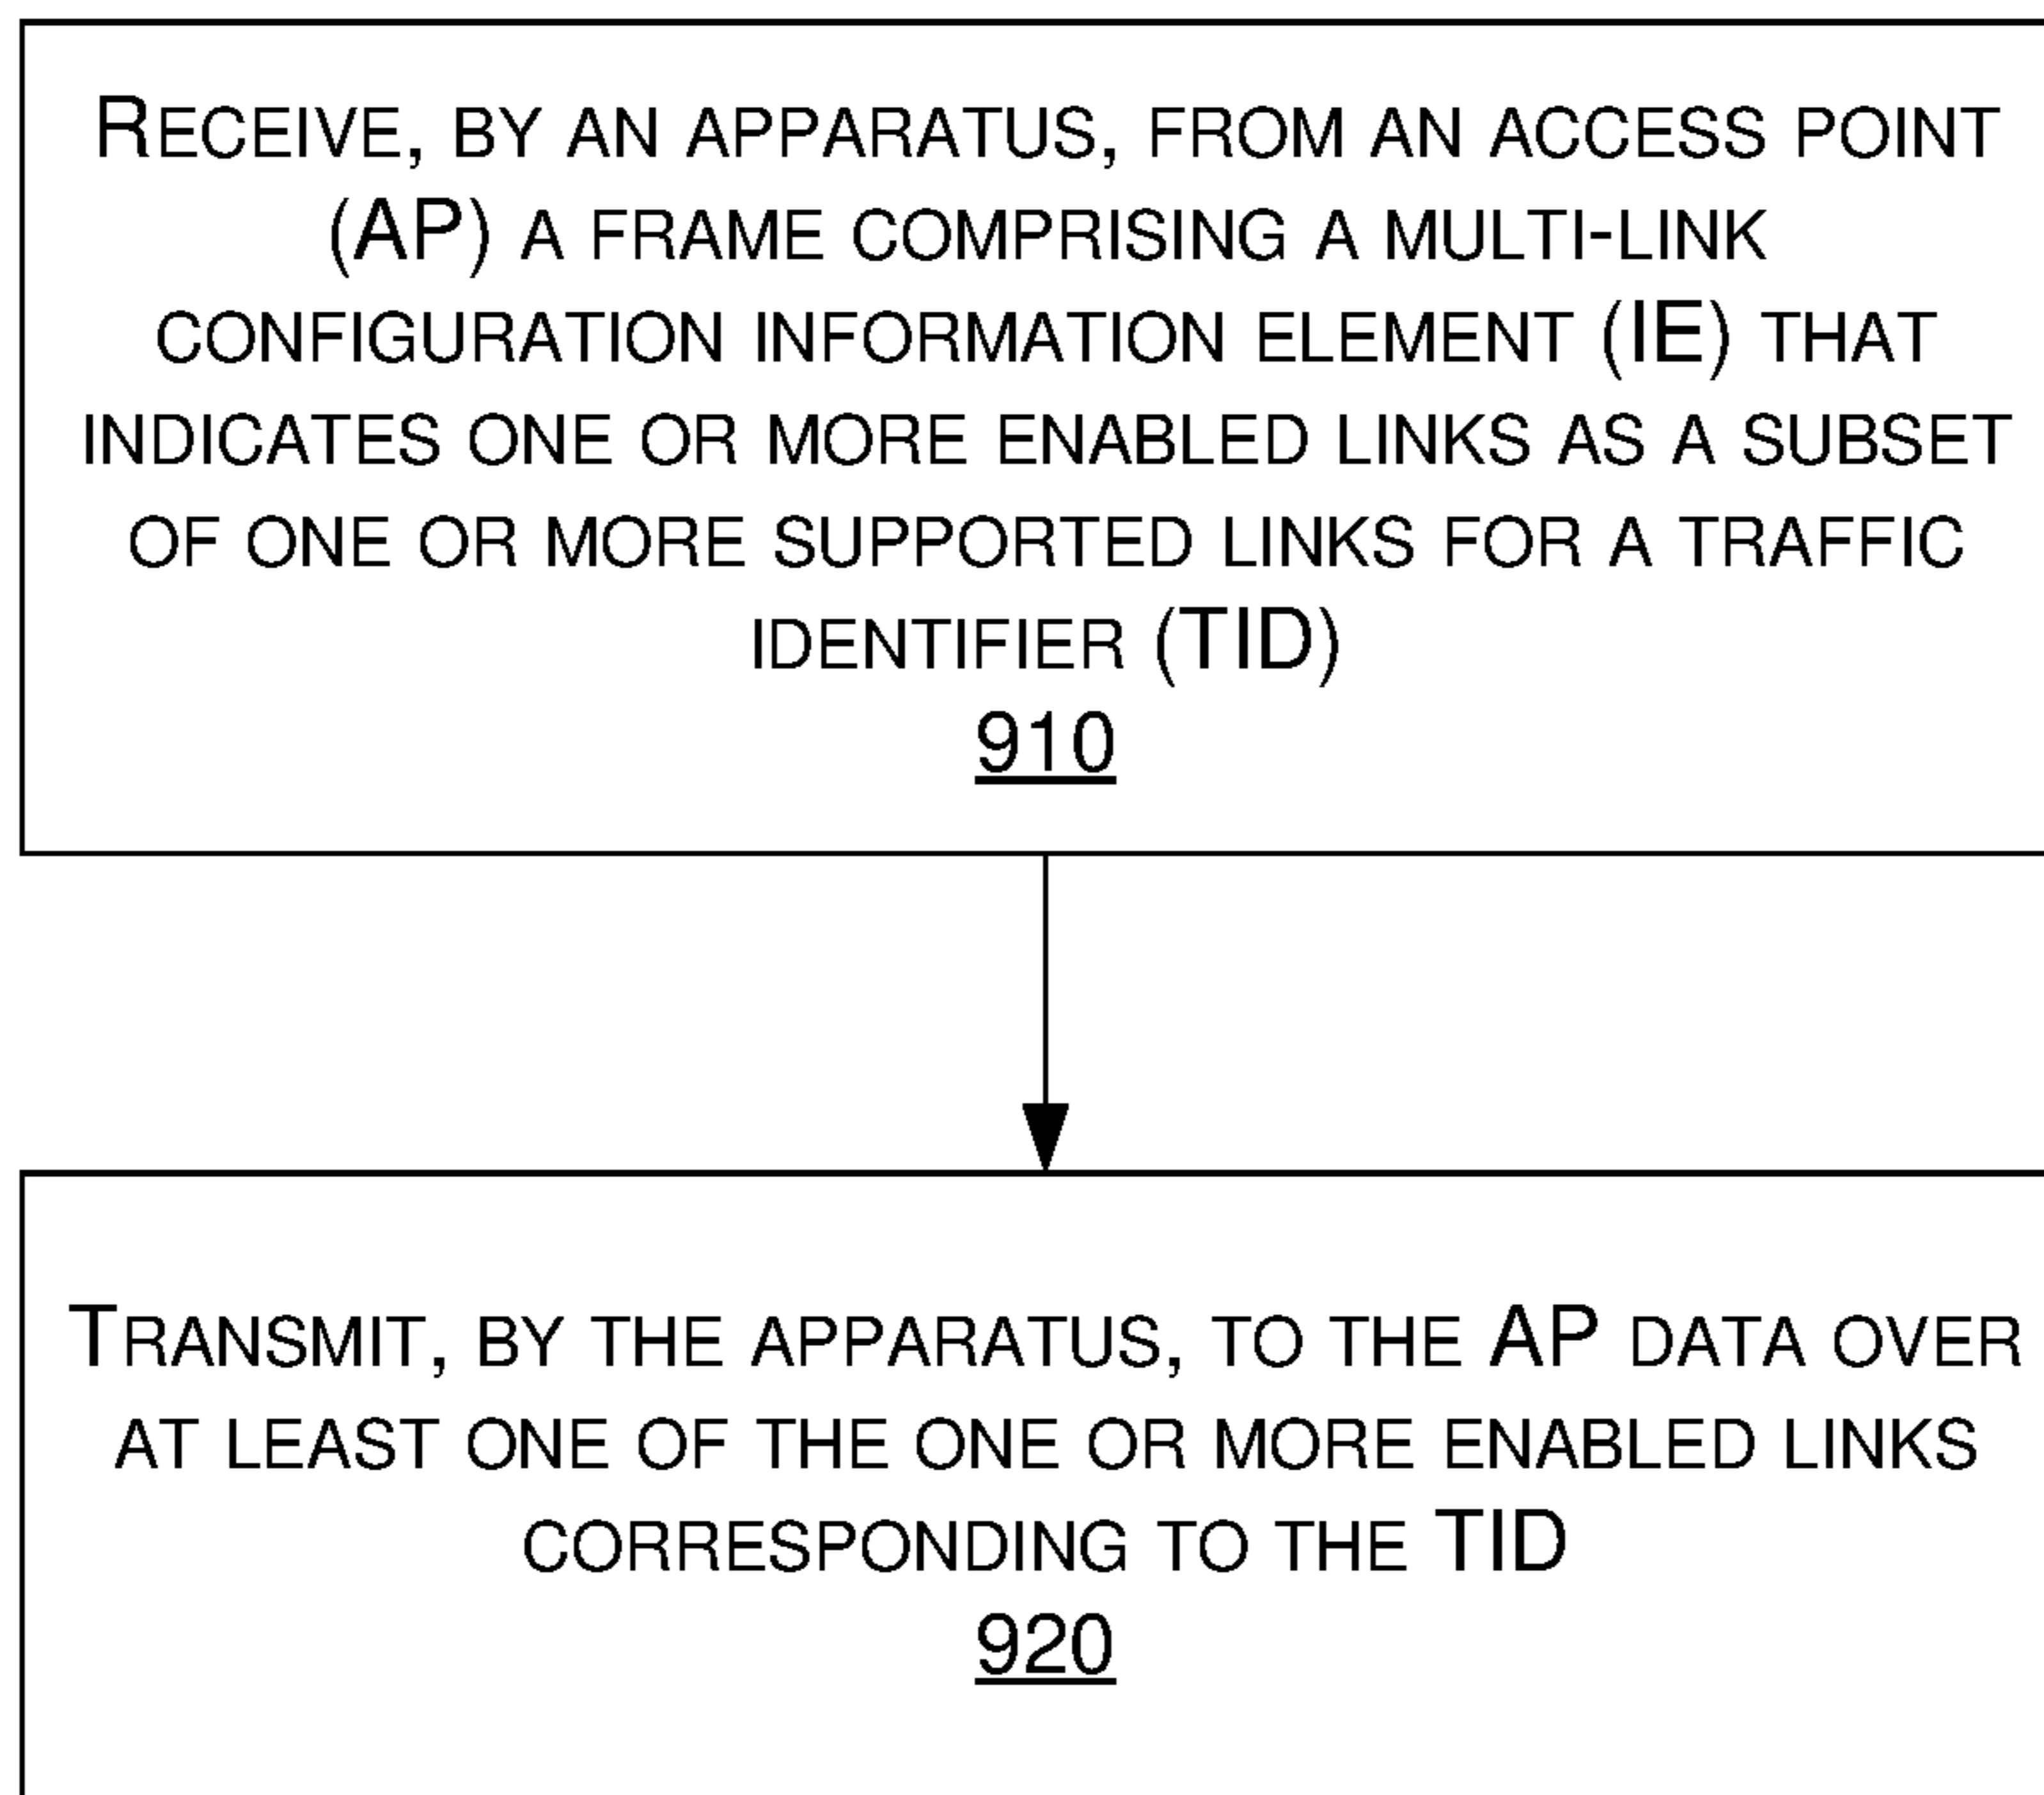 RECEIVE, BY AN APPARATUS, FROM AN ACCESS POINT
(AP) A FRAME COMPRISING A MULTI-LINK
CONFIGURATION INFORMATION ELEMENT (IE) THAT
INDICATES ONE OR MORE ENABLED LINKS AS A SUBSET
OF ONE OR MORE SUPPORTED LINKS FOR A TRAFFIC
IDENTIFIER (TID)
910
TRANSMIT, BY THE APPARATUS, TO THE AP DATA OVER
AT LEAST ONE OF THE ONE OR MORE ENABLED LINKS
CORRESPONDING TO THE TID
920